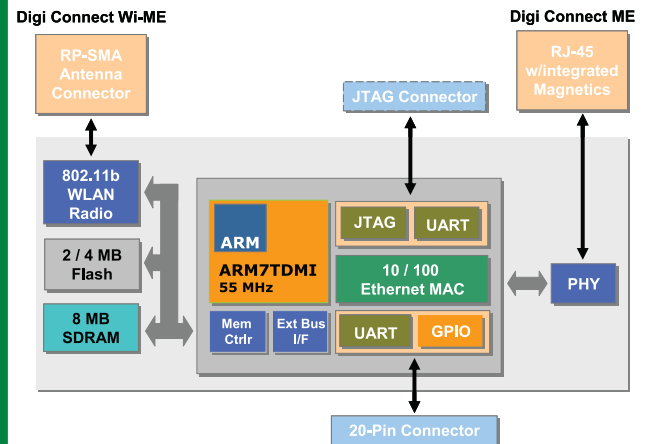 Digi Connect Wi-ME
Digi Connect ME
RP-SMA
Antenna
Connector
RJ-45
w/integrated
Magnetics
JTAG Connector
802.11b
WLAN
Radio
2 / 4 MB
Flash
8 MB
SDRAM
ARM
ARM7TDMI
55 MHz
Mem
Ctrlr
Ext Bus
I/F
JTAG
UART
10 / 100
Ethernet MAC
UART
GPIO
PHY
20-Pin Connector